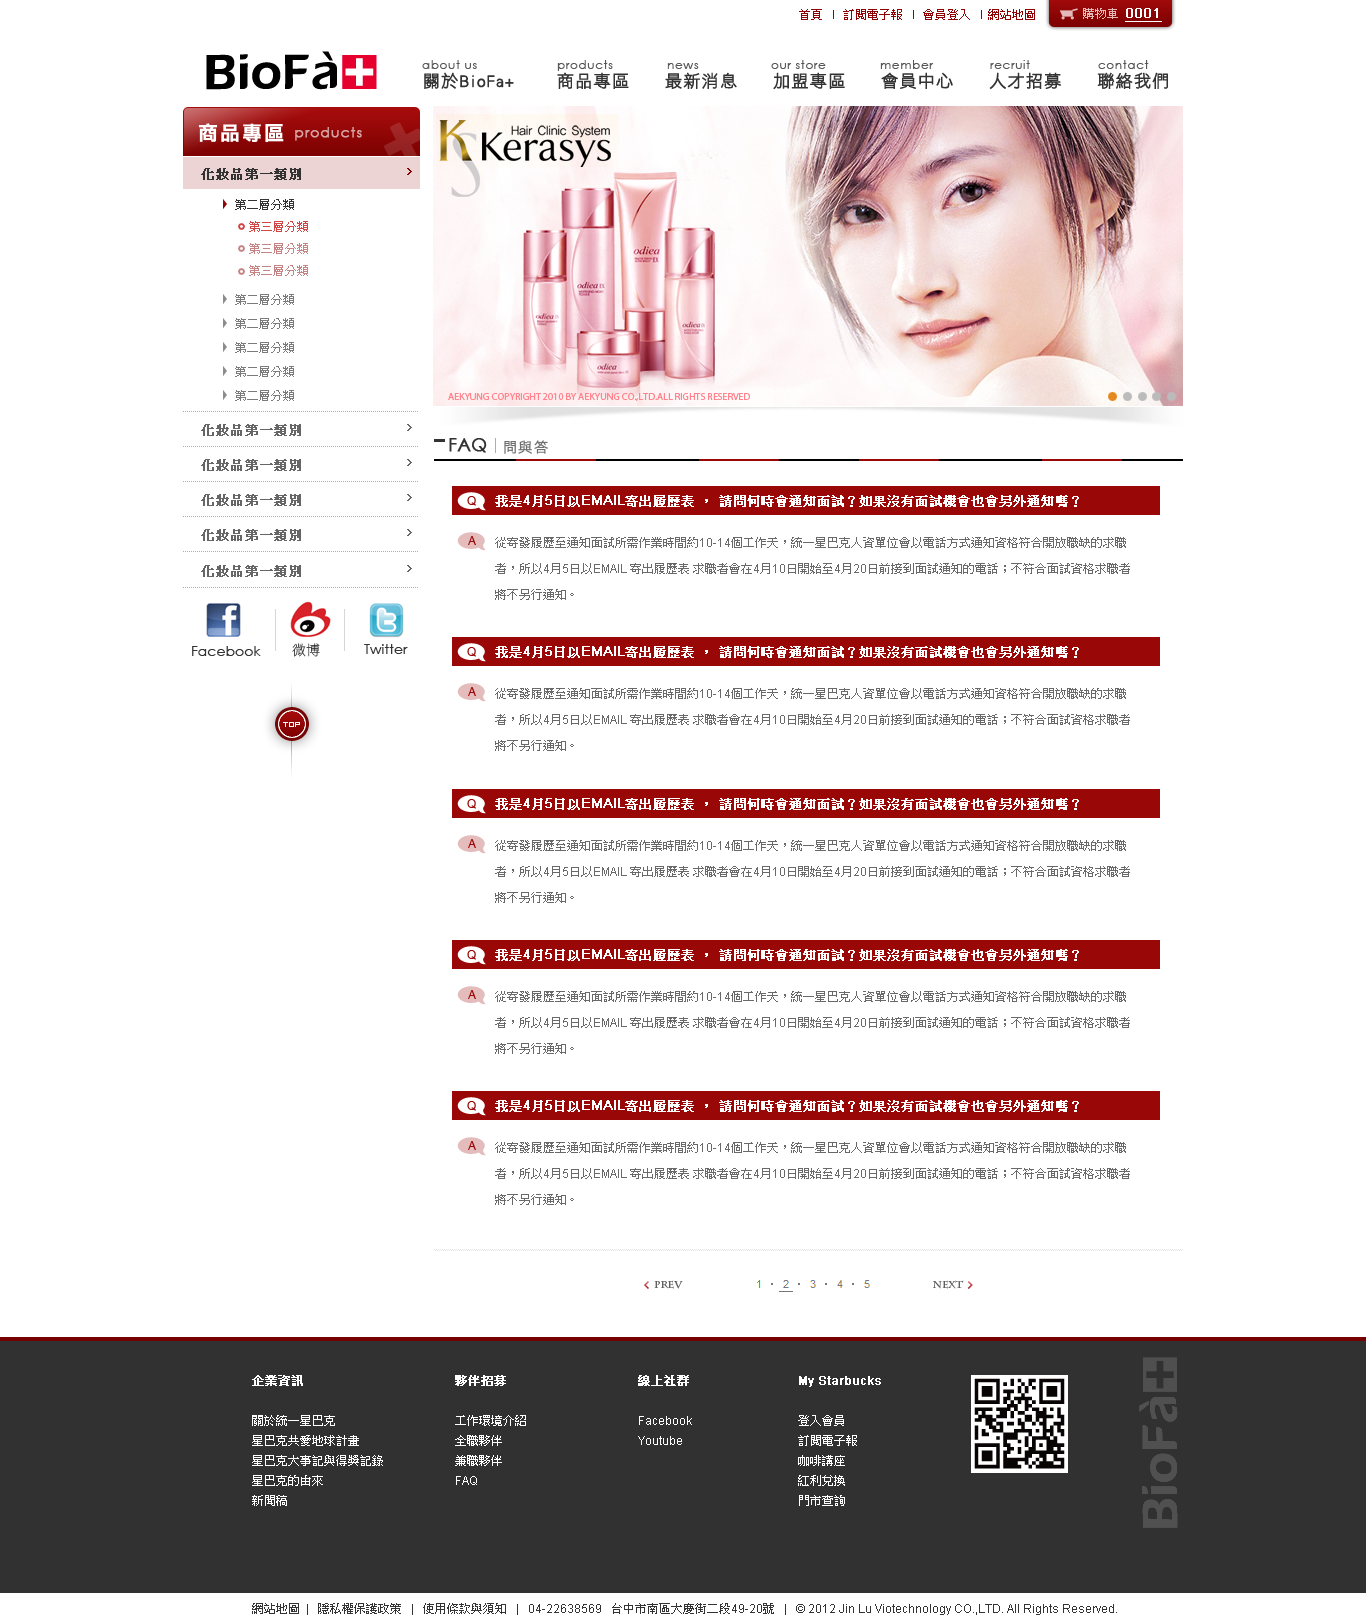 首頁 | 訂閱電子報 | 會員登入 | 網站地圖
購物車 0001
BioFà+
about us
products
news
our store
member
recruit
contact
關於BioFa+
商品專區
最新消息
加盟專區
會員中心
人才招募
聯絡我們
商品專區 products
化妝品第一類別
第二層分類
第三層分類
第三層分類
第三層分類
第二層分類
第二層分類
第二層分類
第二層分類
第二層分類
化妝品第一類別
化妝品第一類別
化妝品第一類別
化妝品第一類別
化妝品第一類別
Facebook
微博
Twitter
TOP
Hair Clinic System
Kerasys
odiea
odiea
odiea
odiea
odiea
AEKYUNG COPYRIGHT 2010 BY AEKYUNG CO.,LTD.ALL RIGHTS RESERVED
FAQ | 問與答
Q 我是4月5日以EMAIL寄出履歷表 , 請問何時會通知面試?如果沒有面試機會也會另外通知嗎?
A 從寄發履歷至通知面試所需作業時間約10-14個工作天,統一星巴克人資單位會以電話方式通知資格符合開放職缺的求職
者,所以4月5日以EMAIL 寄出履歷表 求職者會在4月10日開始至4月20日前接到面試通知的電話;不符合面試資格求職者
將不另行通知。
Q 我是4月5日以EMAIL寄出履歷表 , 請問何時會通知面試?如果沒有面試機會也會另外通知嗎?
A 從寄發履歷至通知面試所需作業時間約10-14個工作天,統一星巴克人資單位會以電話方式通知資格符合開放職缺的求職
者,所以4月5日以EMAIL 寄出履歷表 求職者會在4月10日開始至4月20日前接到面試通知的電話;不符合面試資格求職者
將不另行通知。
Q 我是4月5日以EMAIL寄出履歷表 , 請問何時會通知面試?如果沒有面試機會也會另外通知嗎?
A 從寄發履歷至通知面試所需作業時間約10-14個工作天,統一星巴克人資單位會以電話方式通知資格符合開放職缺的求職
者,所以4月5日以EMAIL 寄出履歷表 求職者會在4月10日開始至4月20日前接到面試通知的電話;不符合面試資格求職者
將不另行通知。
Q 我是4月5日以EMAIL寄出履歷表 , 請問何時會通知面試?如果沒有面試機會也會另外通知嗎?
A 從寄發履歷至通知面試所需作業時間約10-14個工作天,統一星巴克人資單位會以電話方式通知資格符合開放職缺的求職
者,所以4月5日以EMAIL 寄出履歷表 求職者會在4月10日開始至4月20日前接到面試通知的電話;不符合面試資格求職者
將不另行通知。
Q 我是4月5日以EMAIL寄出履歷表 , 請問何時會通知面試?如果沒有面試機會也會另外通知嗎?
A 從寄發履歷至通知面試所需作業時間約10-14個工作天,統一星巴克人資單位會以電話方式通知資格符合開放職缺的求職
者,所以4月5日以EMAIL 寄出履歷表 求職者會在4月10日開始至4月20日前接到面試通知的電話;不符合面試資格求職者
將不另行通知。
PREV 1 · 2 · 3 · 4 · 5 NEXT
企業資訊
關於統一星巴克
星巴克共愛地球計畫
星巴克大事記與得獎記錄
星巴克的由來
新聞稿
夥伴招募
工作環境介紹
全職夥伴
兼職夥伴
FAQ
線上社群
Facebook
Youtube
My Starbucks
登入會員
訂閱電子報
咖啡講座
紅利兌換
門市查詢
BioFà+
網站地圖 | 隱私權保護政策 | 使用條款與須知 | 04-22638569 台中市南區大慶街二段49-20號 | © 2012 Jin Lu Viotechnology CO.,LTD. All Rights Reserved.